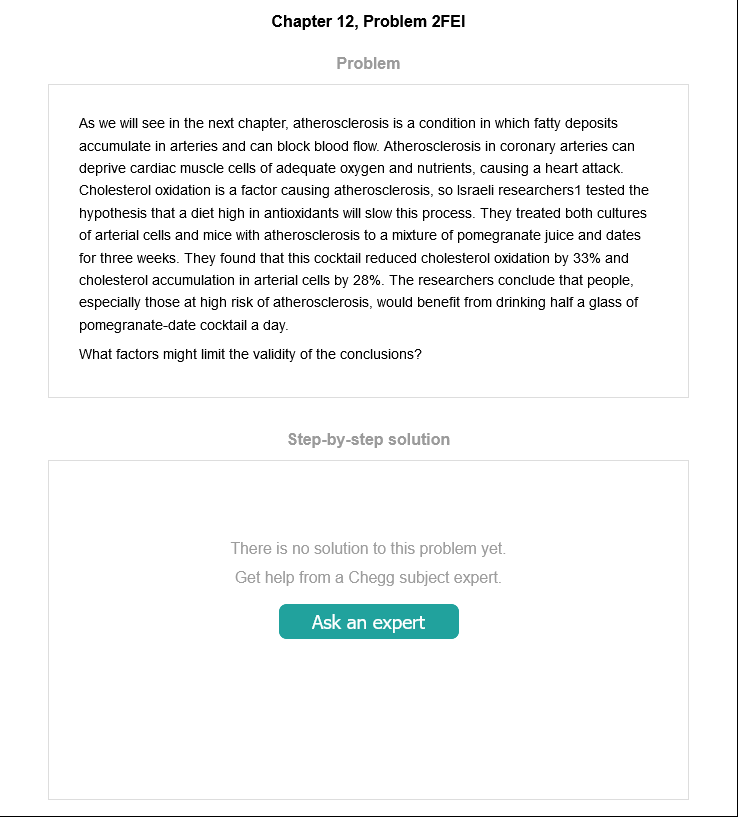 Chapter 12, Problem 2FEI
Problem
As we will see in the next chapter, atherosclerosis is a condition in which fatty deposits
accumulate in arteries and can block blood flow. Atherosclerosis in coronary arteries can
deprive cardiac muscle cells of adequate oxygen and nutrients, causing a heart attack.
Cholesterol oxidation is a factor causing atherosclerosis, so Israeli researchers1 tested the
hypothesis that a diet high in antioxidants will slow this process. They treated both cultures
of arterial cells and mice with atherosclerosis to a mixture of pomegranate juice and dates
for three weeks. They found that this cocktail reduced cholesterol oxidation by 33% and
cholesterol accumulation in arterial cells by 28%. The researchers conclude that people,
especially those at high risk of atherosclerosis, would benefit from drinking half a glass of
pomegranate-date cocktail a day.
What factors might limit the validity of the conclusions?
Step-by-step solution
There is no solution to this problem yet.
Get help from a Chegg subject expert.
Ask an expert